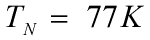 T_N = 77K